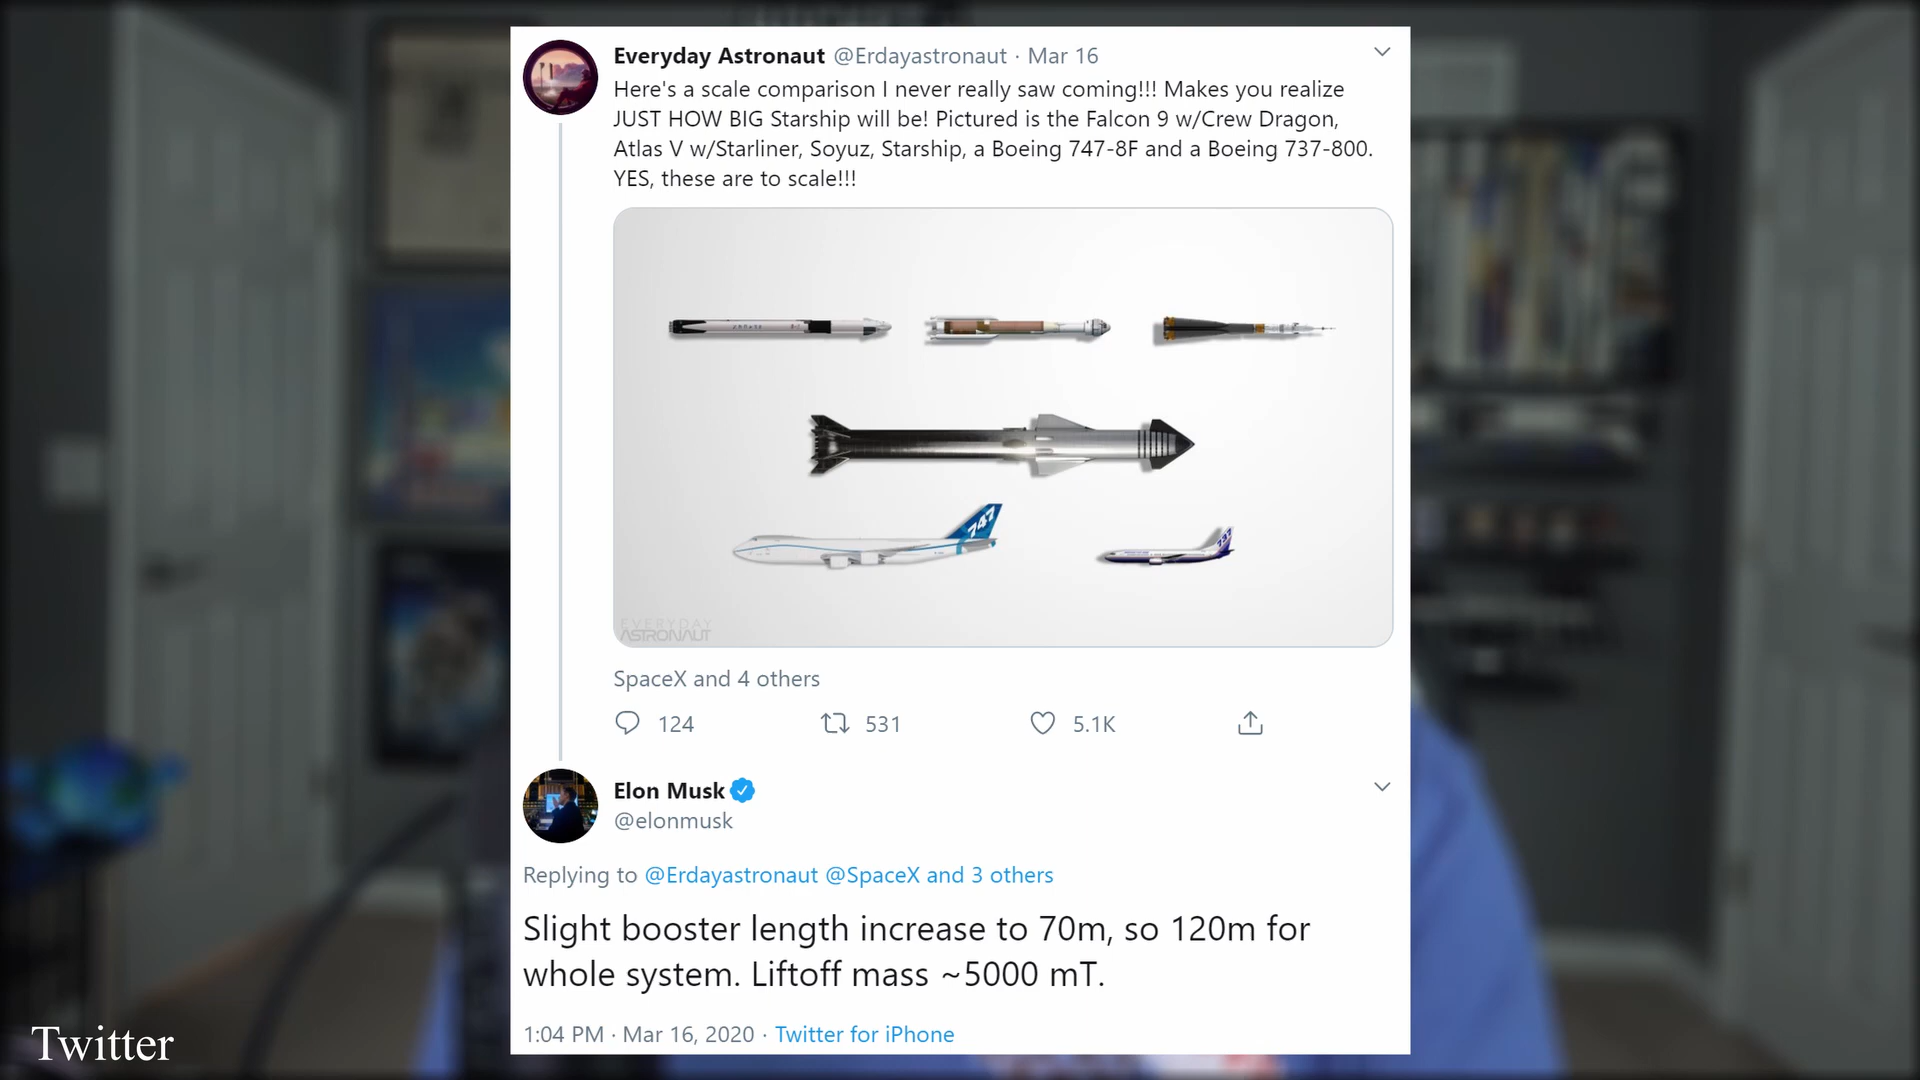 Everyday Astronaut @Erdayastronaut · Mar 16
Here's a scale comparison I never really saw coming!!! Makes you realize
JUST HOW BIG Starship will be! Pictured is the Falcon 9 w/Crew Dragon,
Atlas V w/Starliner, Soyuz, Starship, a Boeing 747-8F and a Boeing 737-800.
YES, these are to scale!!!
747
737
EVERYDAY
ASTRONAUT
SpaceX and 4 others
124 531 5.1K
Elon Musk
@elonmusk
Replying to @Erdayastronaut @SpaceX and 3 others
Slight booster length increase to 70m, so 120m for
whole system. Liftoff mass ~5000 mT.
1:04 PM · Mar 16, 2020 · Twitter for iPhone
Twitter